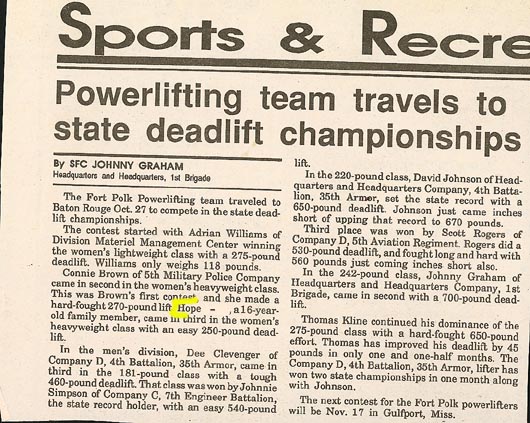 Sports & Recre
Powerlifting team travels to
state deadlift championships
By SFC JOHNNY GRAHAM
Headquarters and Headquarters, 1st Brigade
The Fort Polk Powerlifting team traveled to
Baton Rouge Oct. 27 to compete in the state dead-
lift championships.
The contest started with Adrian Williams of
Division Materiel Management Center winning
the women's lightweight class with a 275-pound
deadlift. Williams only weighs 118 pounds.
Connie Brown of 5th Military Police Company
came in second in the women's heavyweight class.
This was Brown's first contest and she made a
hard-fought 270-pound lift Hope - , a 16-year-
old family member, came in third in the women's
heavyweight class with an easy 250-pound dead-
lift.
In the men's division, Dee Clevenger of
Company D, 4th Battalion, 35th Armor, came in
third in the 181-pound class with a tough
460-pound deadlift. That class was won by Johnnie
Simpson of Company C, 7th Engineer Battalion,
the state record holder, with an easy 540-pound
lift.
In the 220-pound class, David Johnson of Head-
quarters and Headquarters Company, 4th Batta-
lion, 35th Armor, set the state record with a
650-pound deadlift. Johnson just came inches
short of upping that record to 670 pounds.
Third place was won by Scott Rogers of
Company D, 5th Aviation Regiment. Rogers did a
530-pound deadlift, and fought long and hard with
560 pounds just coming inches short also.
In the 242-pound class, Johnny Graham of
Headquarters and Headquarters Company, 1st
Brigade, came in second with a 700-pound dead-
lift.
Thomas Kline continued his dominance of the
275-pound class with a hard-fought 650-pound
effort. Thomas has improved his deadlift by 45
pounds in only one and one-half months. The
Company D, 4th Battalion, 35th Armor, lifter has
won two state championships in one month along
with Johnson.
The next contest for the Fort Polk powerlifters
will be Nov. 17 in Gulfport, Miss.